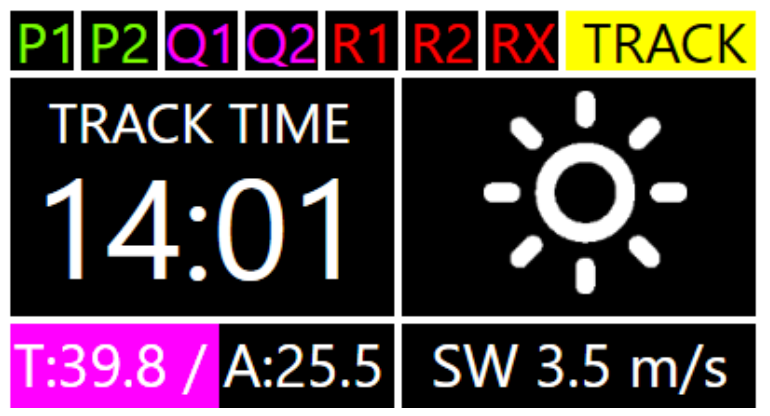 P1 P2 Q1 Q2 R1 R2 RX TRACK
TRACK TIME
14:01
T:39.8 / A:25.5 SW 3.5 m/s